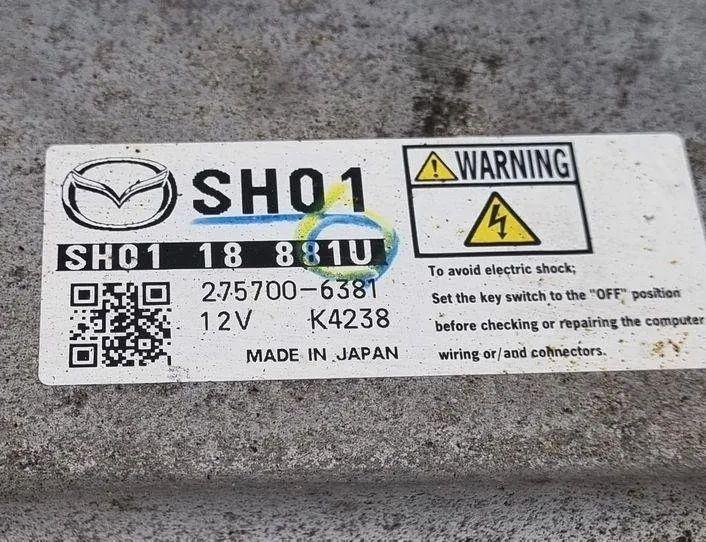 SH01
SH01 18 881U
275700-6381
12V K4238
MADE IN JAPAN
WARNING
To avoid electric shock;
Set the key switch to the "OFF" position
before checking or repairing the computer
wiring or/and connectors.